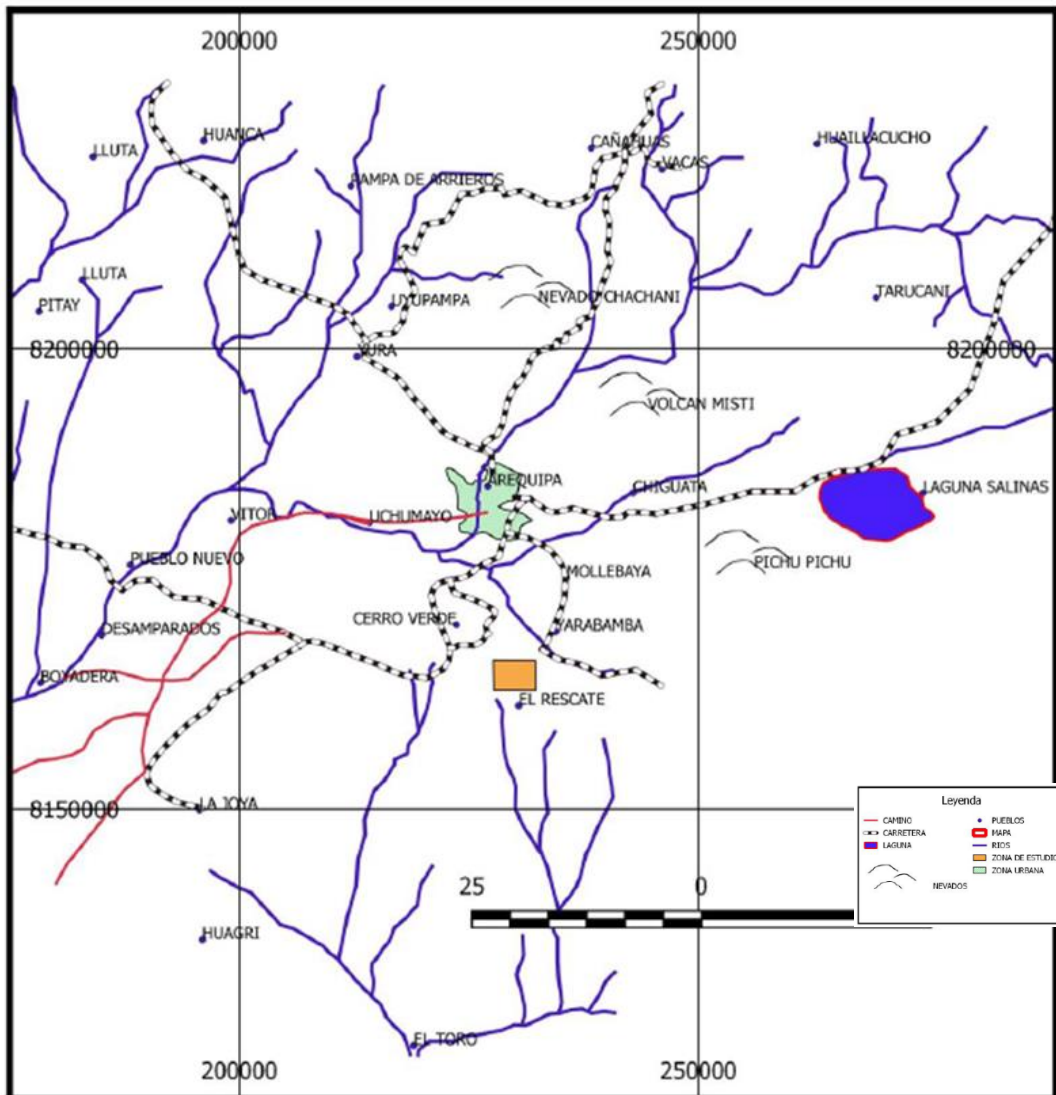 200000
250000
HUANCA
LLUTA
CAÑAHUAS
HUAILLACUCHO
VACAS
PAMPA DE ARRIEROS
LLUTA
PITAY
UYUPAMPA
NEVADO CHACHANI
TARUCANI
8200000
8200000
YURA
VOLCAN MISTI
AREQUIPA
CHIGUATA
LAGUNA SALINAS
VITOR
UCHUMAYO
PUEBLO NUEVO
MOLLEBAYA
PICHU PICHU
CERRO VERDE
YARABAMBA
DESAMPARADOS
BOYADERA
EL RESCATE
LA JOYA
8150000
Leyenda
CAMINO
CARRETERA
LAGUNA
NEVADOS
PUEBLOS
MAPA
RIOS
ZONA DE ESTUDIO
ZONA URBANA
25
0
HUAGRI
EL TORO
200000
250000